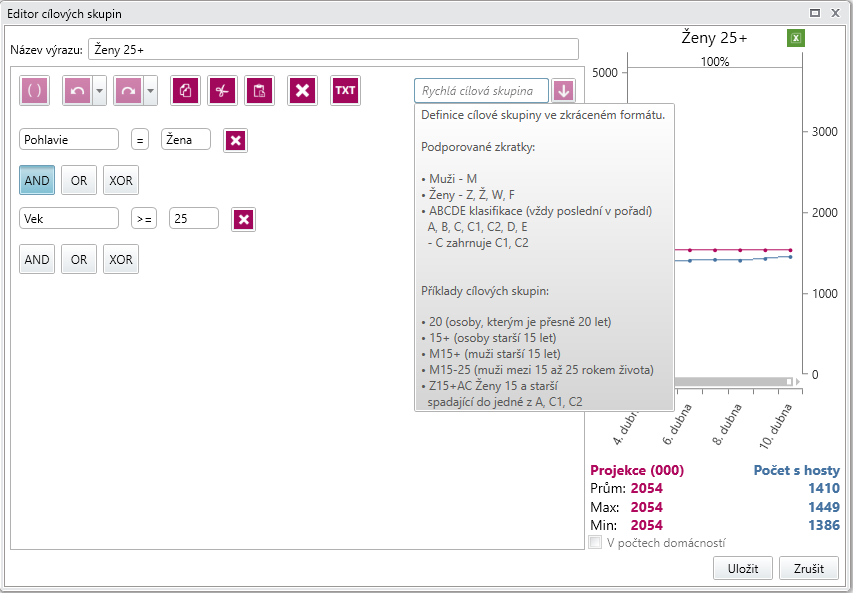 Editor cílových skupin
Název výrazu:
Ženy 25+
( )
TXT
Rychlá cílová skupina
Pohlavie
=
Žena
AND
OR
XOR
Vek
>=
25
AND
OR
XOR
Definice cílové skupiny ve zkráceném formátu.
Podporované zkratky:
• Muži - M
• Ženy - Z, Ž, W, F
• ABCDE klasifikace (vždy poslední v pořadí)
A, B, C, C1, C2, D, E
- C zahrnuje C1, C2
Příklady cílových skupin:
• 20 (osoby, kterým je přesně 20 let)
• 15+ (osoby starší 15 let)
• M15+ (muži starší 15 let)
• M15-25 (muži mezi 15 až 25 rokem života)
• Z15+AC Ženy 15 a starší
spadající do jedné z A, C1, C2
Ženy 25+
100%
5000
3000
2000
1000
0
4. dubna
6. dubna
8. dubna
10. dubna
Projekce (000) Počet s hosty
Prům: 2054 1410
Max: 2054 1449
Min: 2054 1386
V počtech domácností
Uložit
Zrušit